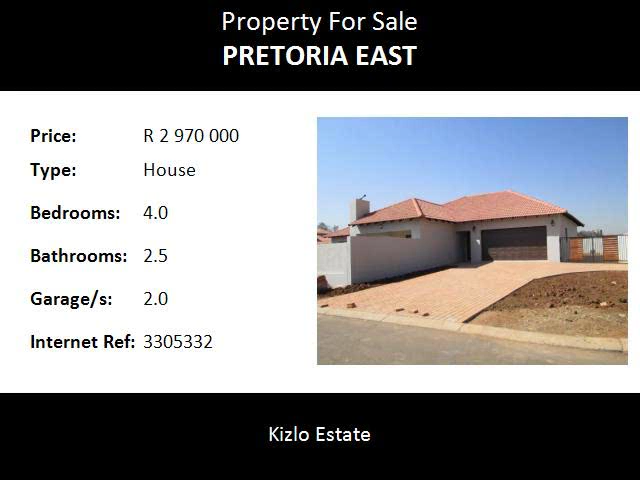 Property For Sale
PRETORIA EAST
Price: R 2 970 000
Type: House
Bedrooms: 4.0
Bathrooms: 2.5
Garage/s: 2.0
Internet Ref: 3305332
Kizlo Estate